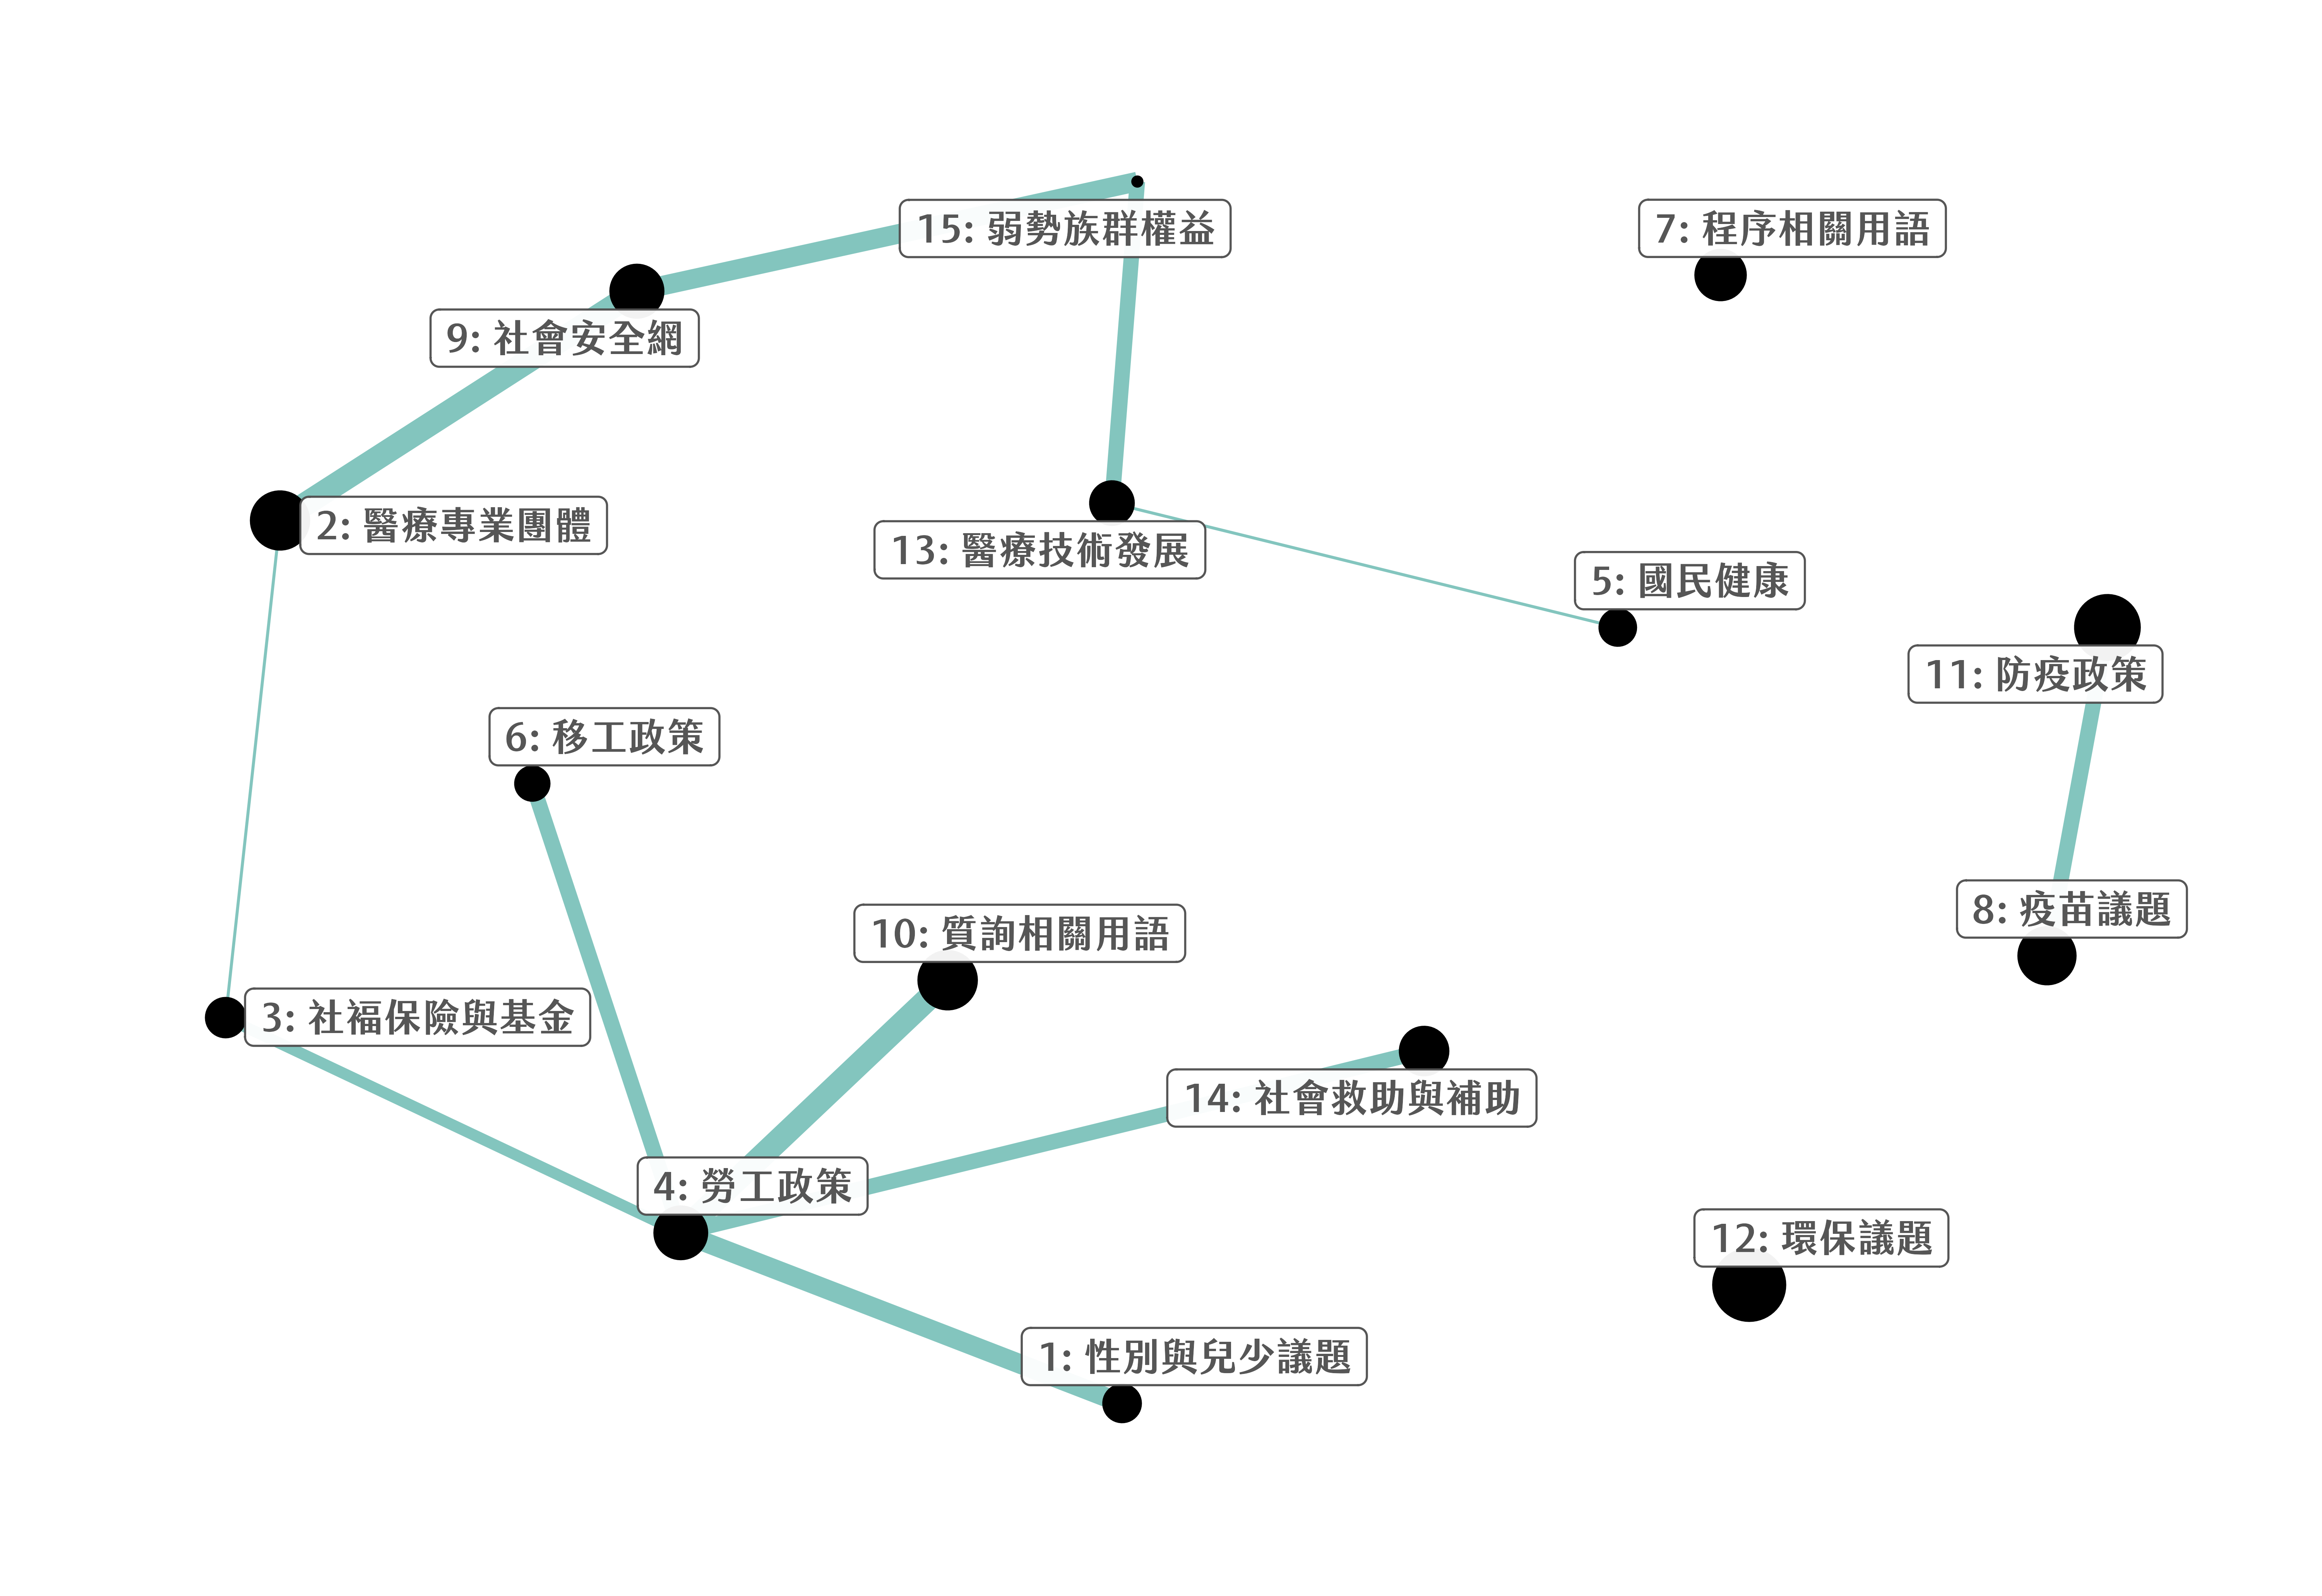 15: 弱勢族群權益
7: 程序相關用語
9: 社會安全網
2: 醫療專業團體
13: 醫療技術發展
5: 國民健康
11: 防疫政策
6: 移工政策
8: 疫苗議題
10: 質詢相關用語
3: 社福保險與基金
14: 社會救助與補助
4: 勞工政策
12: 環保議題
1: 性別與兒少議題